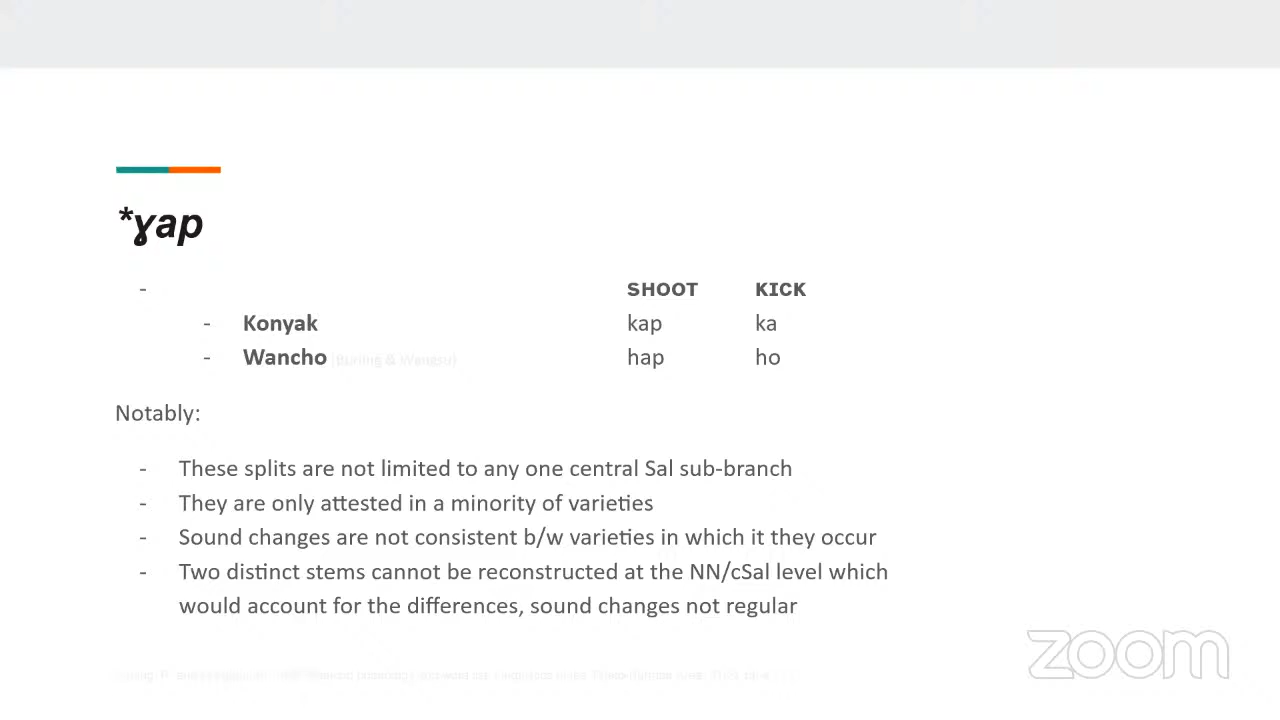 *ɣap
- SHOOT KICK
- Konyak kap ka
- Wancho hap ho
Notably:
- These splits are not limited to any one central Sal sub-branch
- They are only attested in a minority of varieties
- Sound changes are not consistent b/w varieties in which it they occur
- Two distinct stems cannot be reconstructed at the NN/cSal level which
would account for the differences, sound changes not regular
zoom